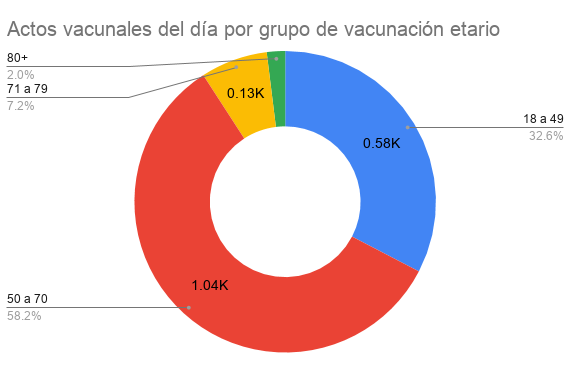 Actos vacunales del día por grupo de vacunación etario
80+
2.0%
71 a 79
7.2%
0.13K
18 a 49
32.6%
0.58K
1.04K
50 a 70
58.2%